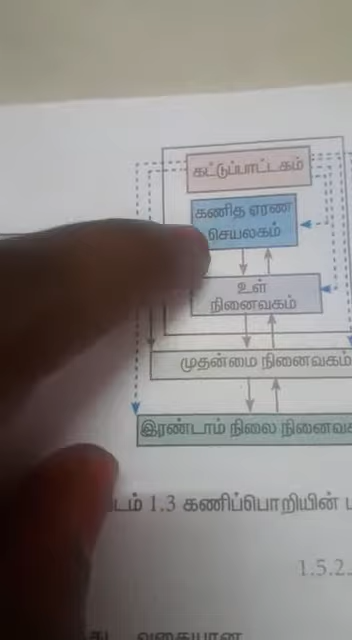 கட்டுப்பாட்டகம்
கணித ஏரண
செயலகம்
உள்
நினைவகம்
முதன்மை நினைவகம்
இரண்டாம் நிலை
1.3 கணிப்பொறியின்
1.5.2.
வகையான